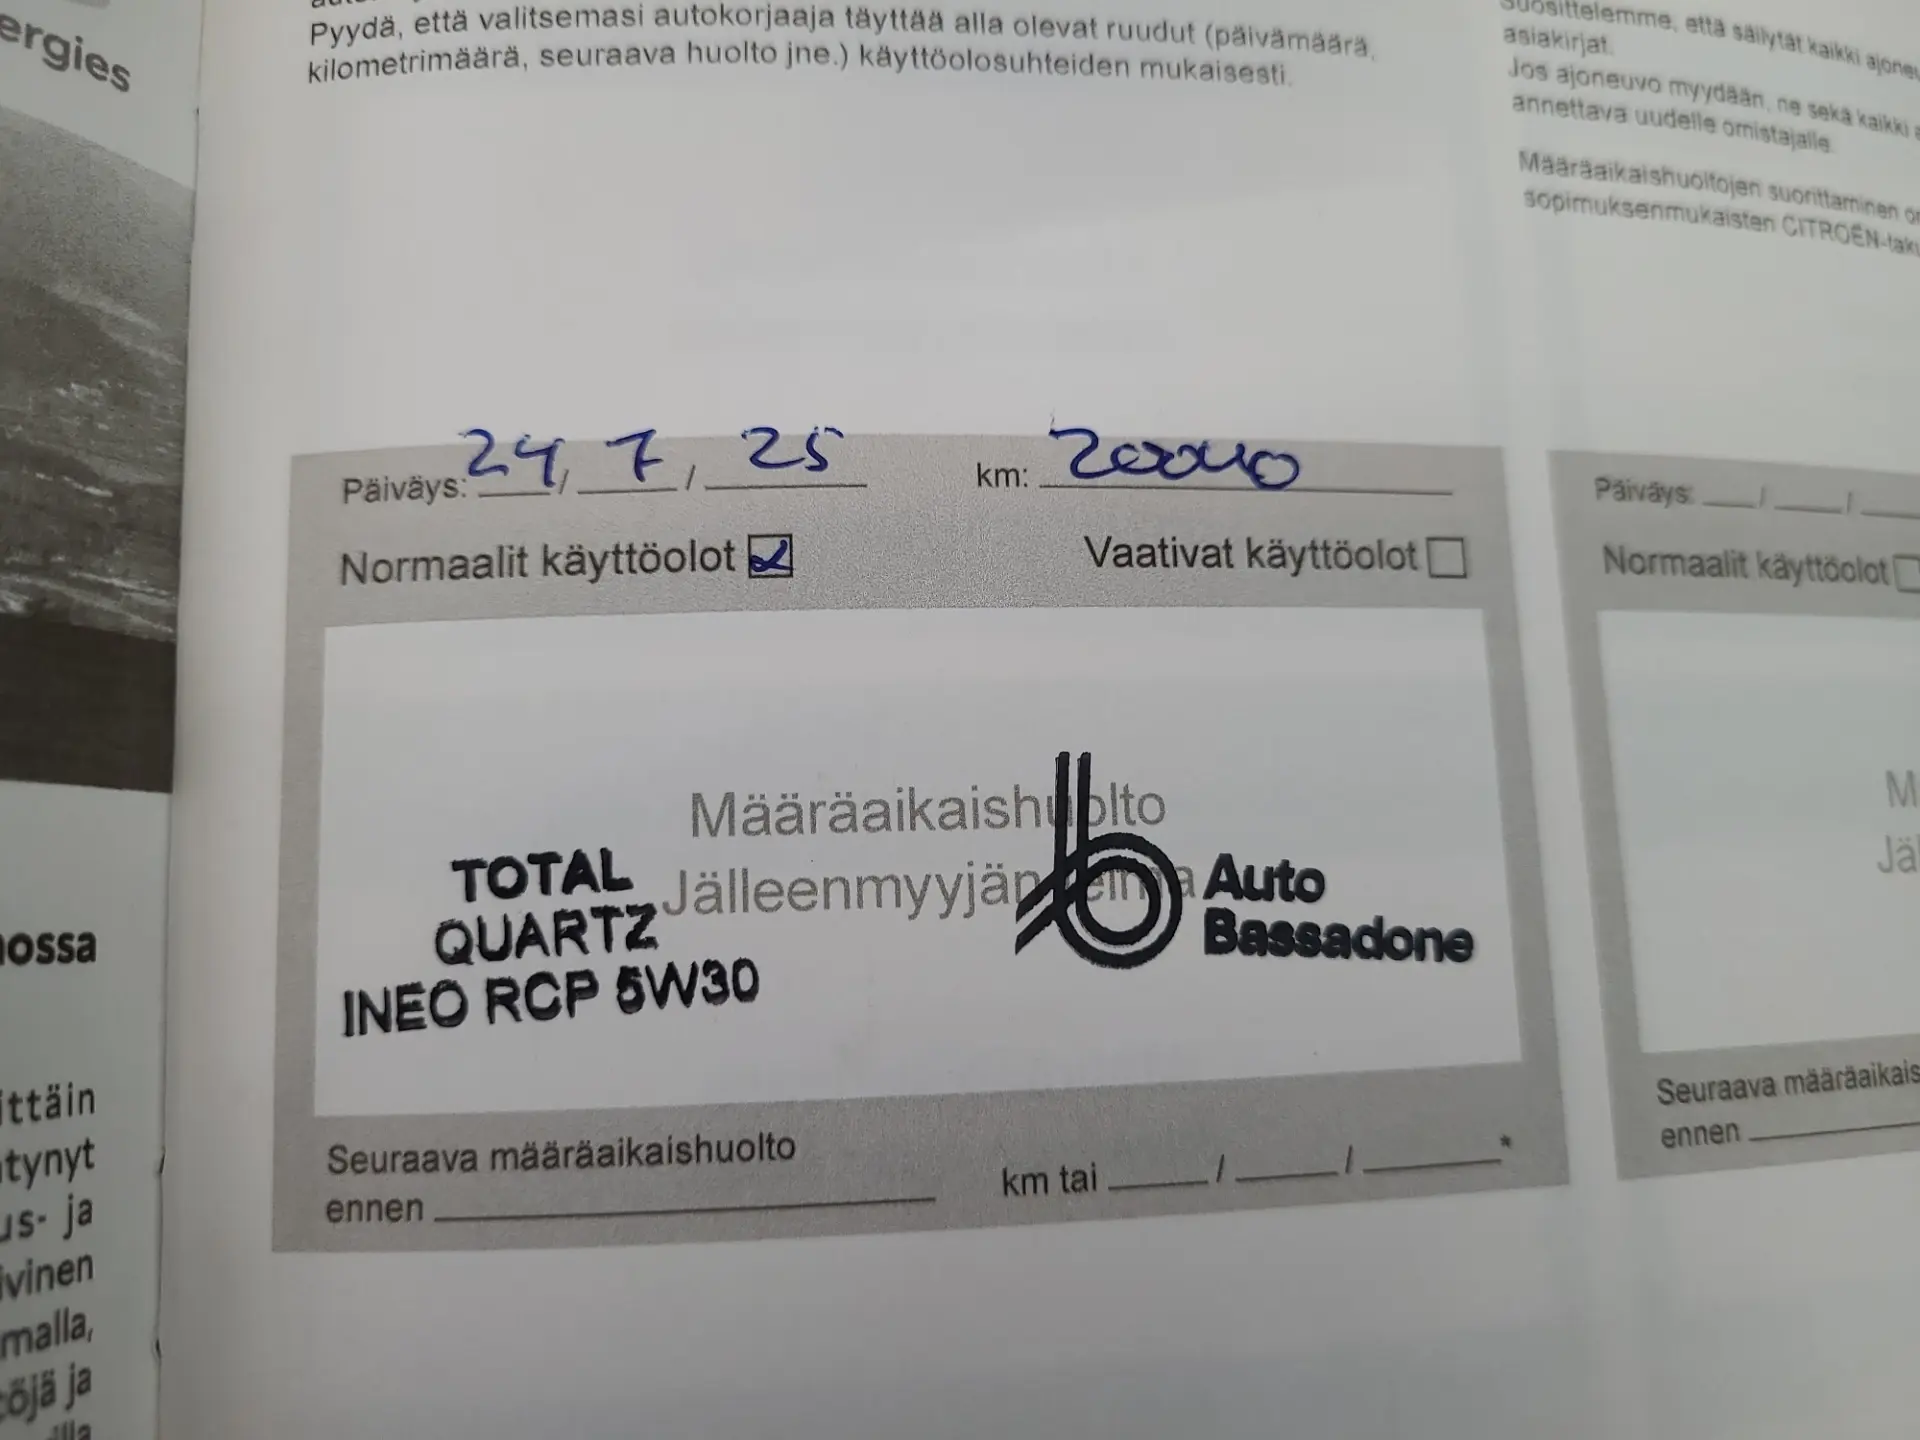 ergies
Pyydä, että valitsemasi autokorjaaja täyttää alla olevat ruudut (päivämäärä,
kilometrimäärä, seuraava huolto jne.) käyttöolosuhteiden mukaisesti.
Suosittelemme, että säilytät kaikki
asiakirjat.
Jos ajoneuvo myydään, ne sekä kaikki
annettava uudelle omistajalle.
Määräaikaishuoltojen suorittaminen
sopimuksenmukaisten CITROËN-
Päiväys: 24/7/25 km: 20040
Normaalit käyttöolot Vaativat käyttöolot
Määräaikaishuolto
Jälleenmyyjän leima
TOTAL
QUARTZ
INEO RCP 5W30
Auto
Bassadone
Seuraava määräaikaishuolto
ennen km tai / / *
Päiväys: / /
Normaalit käyttöolot
M
Jäl
Seuraava määräaikais
ennen
ossa
ittäin
tynyt
us- ja
ivinen
malla,
öjä ja